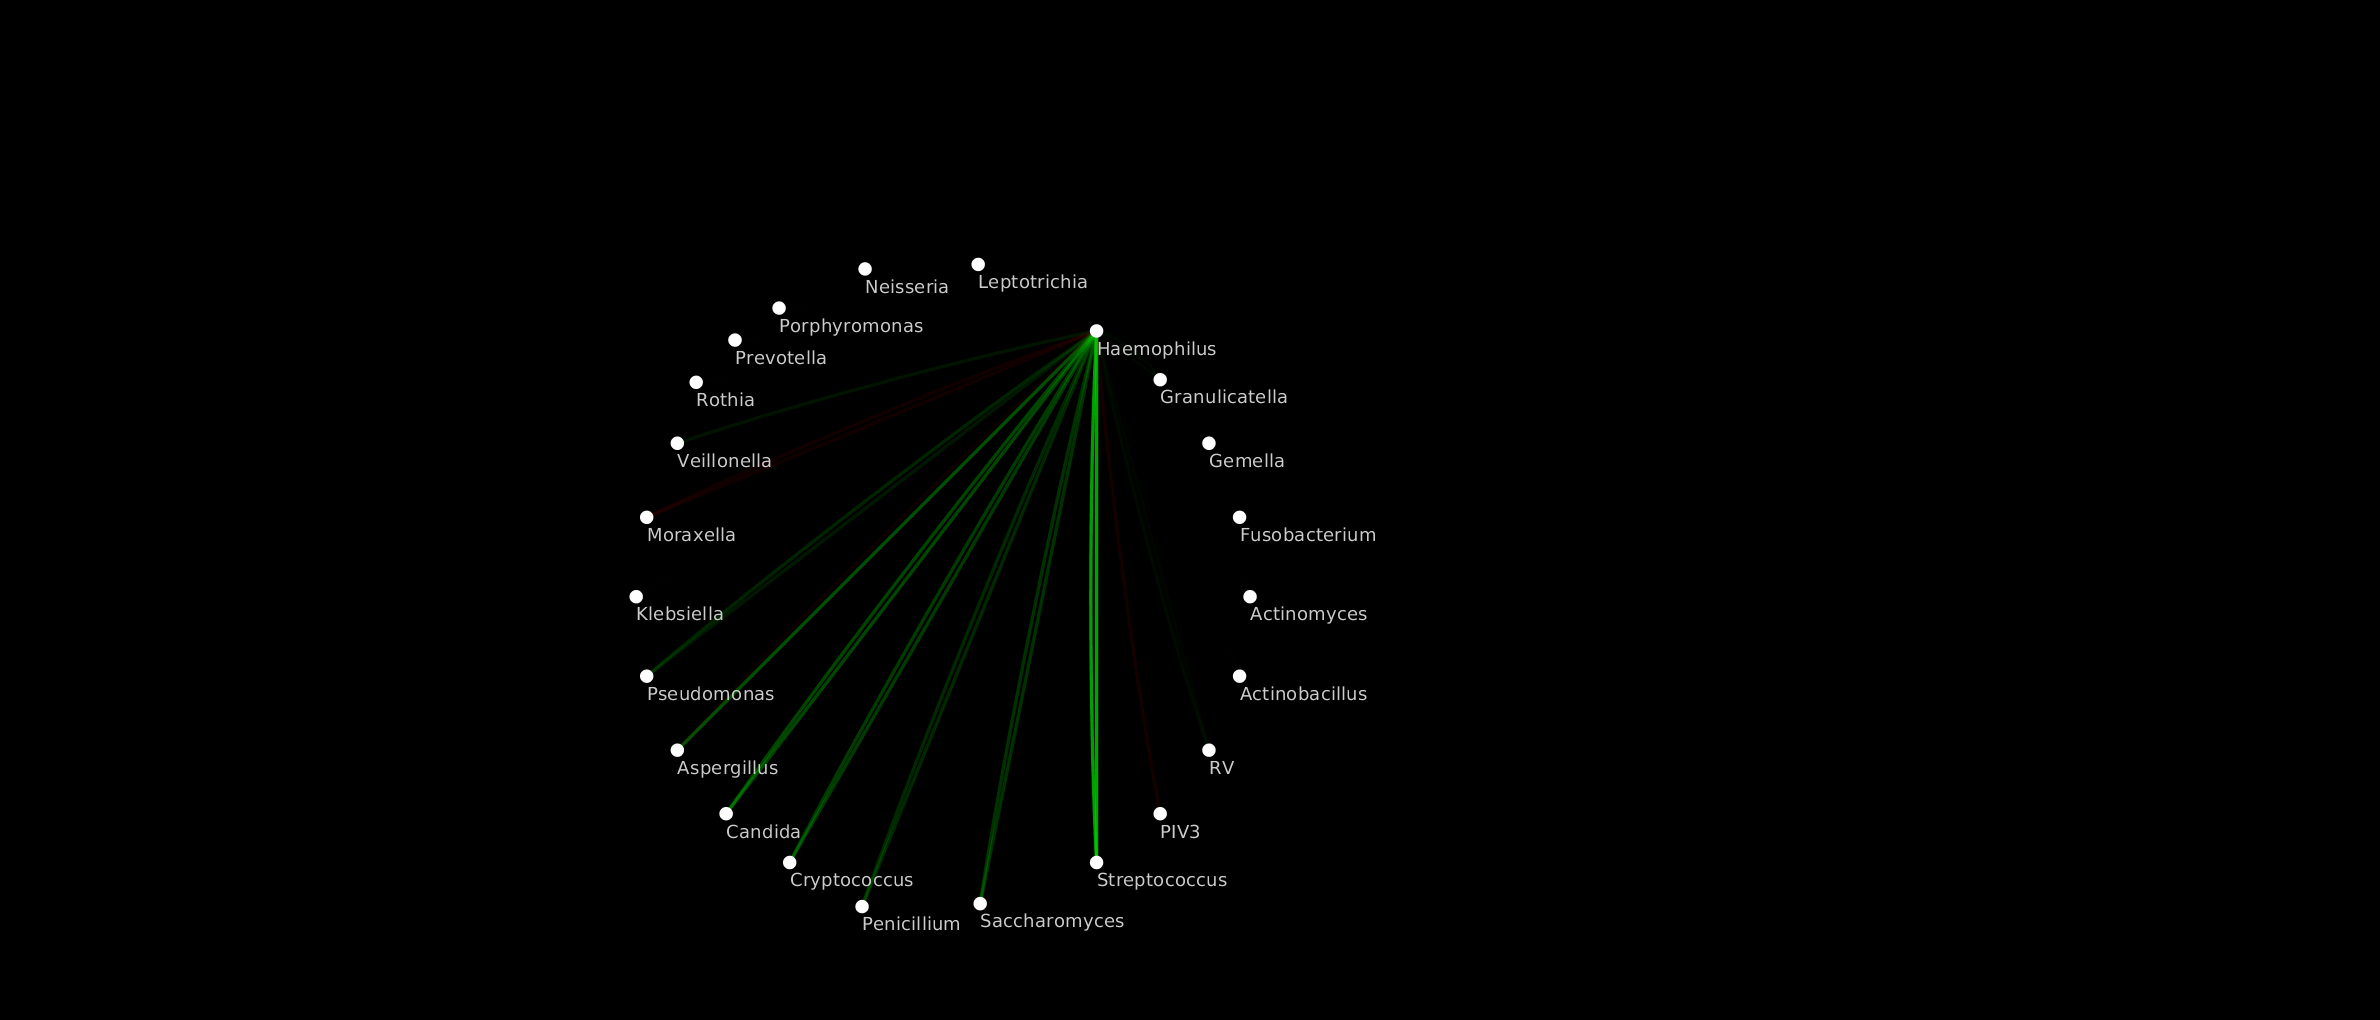 Leptotrichia
Neisseria
Porphyromonas
Haemophilus
Prevotella
Granulicatella
Rothia
Veillonella
Gemella
Moraxella
Fusobacterium
Klebsiella
Actinomyces
Pseudomonas
Actinobacillus
Aspergillus
RV
Candida
PIV3
Cryptococcus
Streptococcus
Penicillium
Saccharomyces